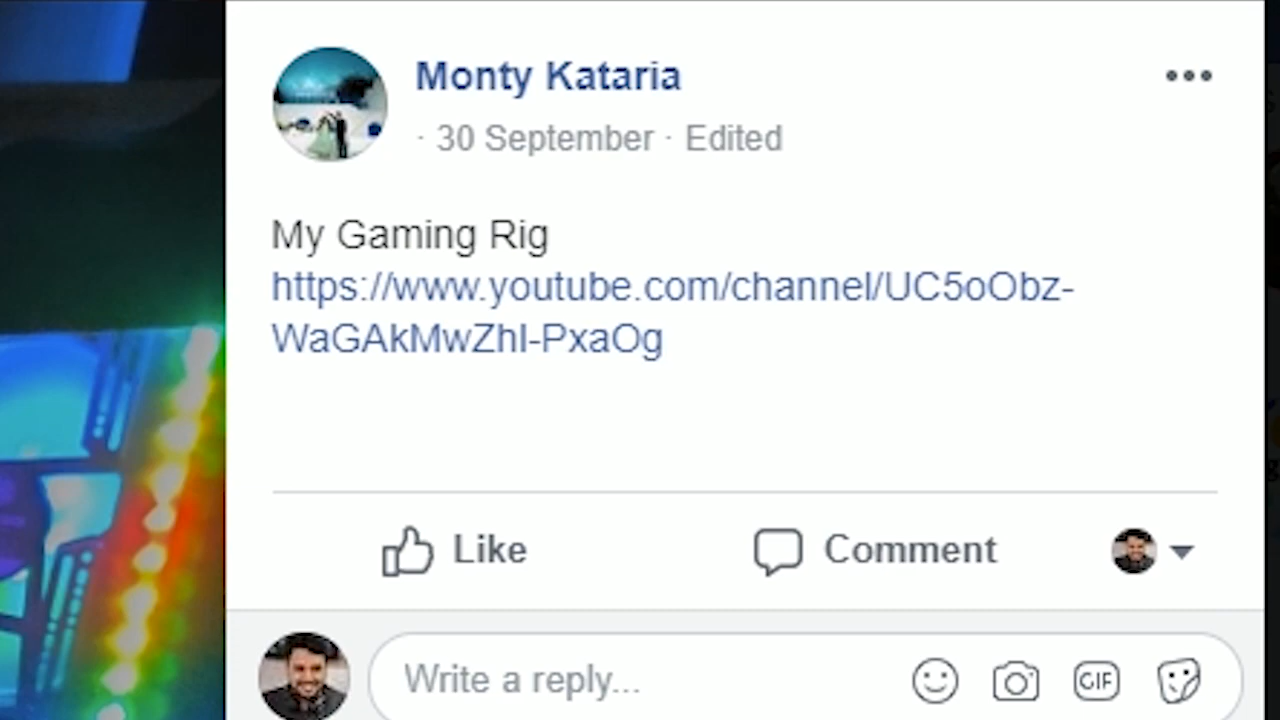 Monty Kataria
· 30 September · Edited
My Gaming Rig
https://www.youtube.com/channel/UC5oObz-
WaGAkMwZhI-PxaOg
Like
Comment
Write a reply...
GIF